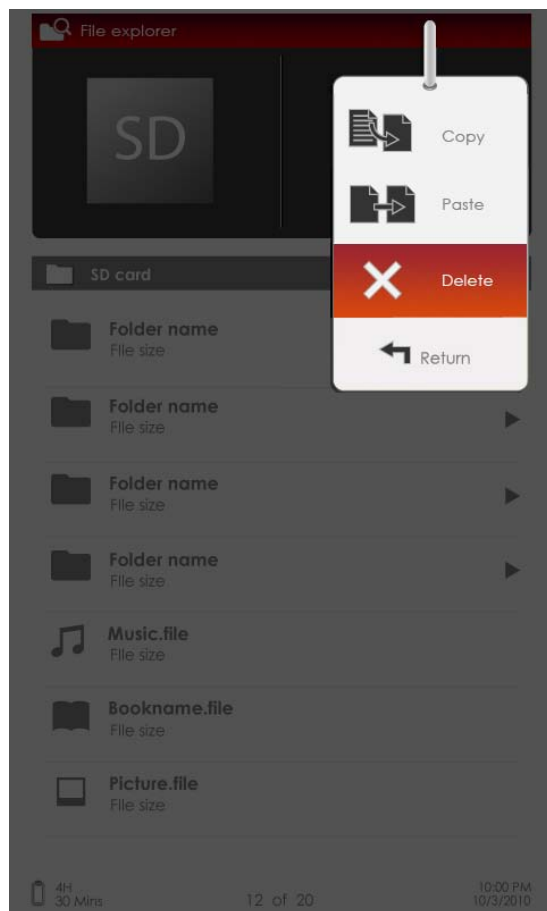 File explorer
SD
Copy
Paste
Delete
Return
SD card
Folder name
File size
Folder name
File size
Folder name
File size
Folder name
File size
Music.file
File size
Bookname.file
File size
Picture.file
File size
4H
30 Mins
12 of 20
10:00 PM
10/3/2010